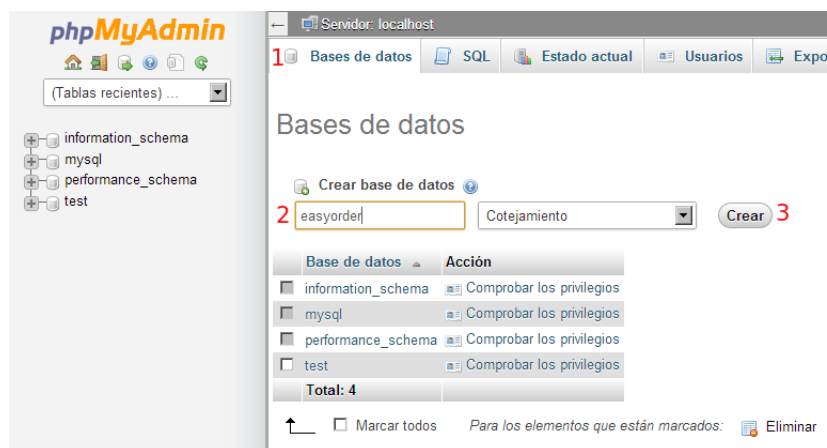 phpMyAdmin
(Tablas recientes) ...
information_schema
mysql
performance_schema
test
Servidor: localhost
1 Bases de datos SQL Estado actual Usuarios Expo
Bases de datos
Crear base de datos
2 easyorder Cotejamiento Crear 3
Base de datos Acción
information_schema Comprobar los privilegios
mysql Comprobar los privilegios
performance_schema Comprobar los privilegios
test Comprobar los privilegios
Total: 4
Marcar todos Para los elementos que están marcados: Eliminar